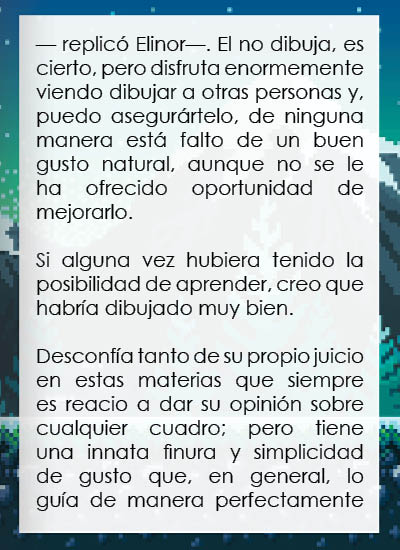 — replicó Elinor—. El no dibuja, es
cierto, pero disfruta enormemente
viendo dibujar a otras personas y,
puedo asegurártelo, de ninguna
manera está falto de un buen
gusto natural, aunque no se le
ha ofrecido oportunidad de
mejorarlo.
Si alguna vez hubiera tenido la
posibilidad de aprender, creo que
habría dibujado muy bien.
Desconfía tanto de su propio juicio
en estas materias que siempre
es reacio a dar su opinión sobre
cualquier cuadro; pero tiene
una innata finura y simplicidad
de gusto que, en general, lo
guía de manera perfectamente